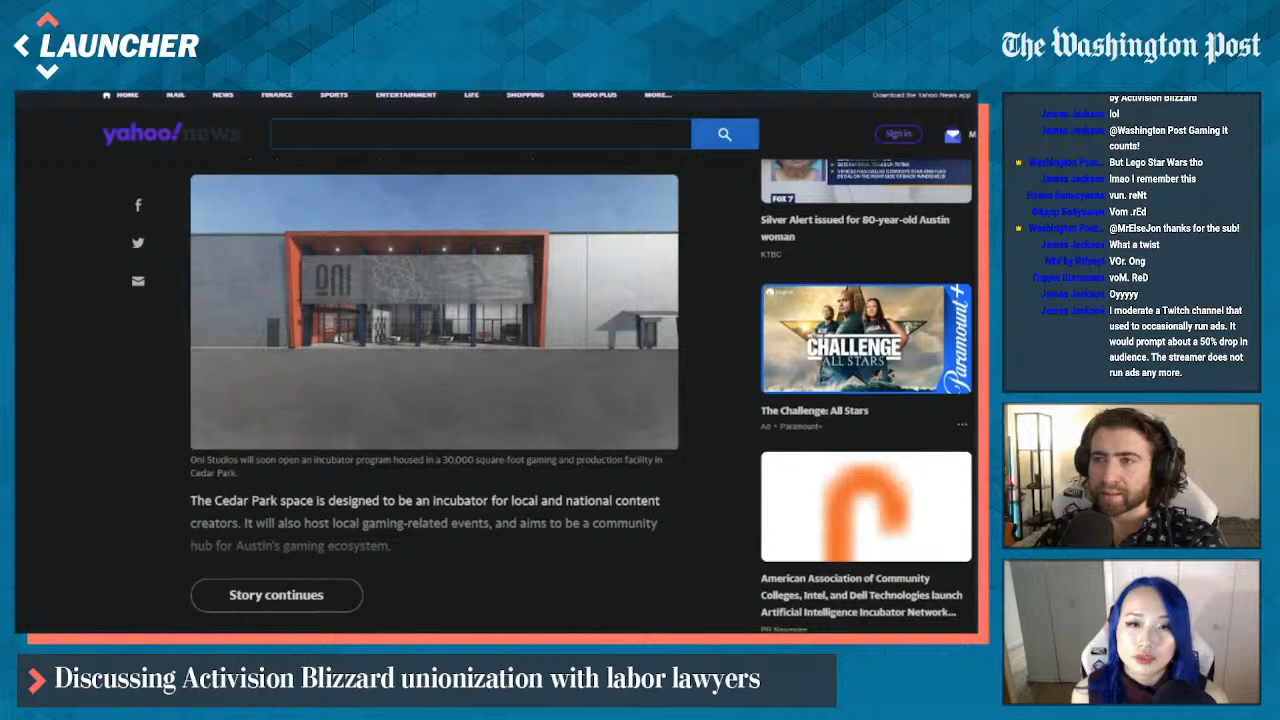 LAUNCHER
The Washington Post
HOME MAIL NEWS FINANCE SPORTS ENTERTAINMENT LIFE SHOPPING YAHOO PLUS MORE...
Download the Yahoo News app
yahoo!news
Sign in
M
ONI
Oni Studios will soon open an incubator program housed in a 30,000 square-foot gaming and production facility in
Cedar Park.
The Cedar Park space is designed to be an incubator for local and national content
creators. It will also host local gaming-related events, and aims to be a community
hub for Austin's gaming ecosystem.
Story continues
FOX 7
Silver Alert issued for 80-year-old Austin
woman
KTBC
THE
CHALLENGE
ALL STARS
Paramount+
The Challenge: All Stars
Ad • Paramount+
...
American Association of Community
Colleges, Intel, and Dell Technologies launch
Artificial Intelligence Incubator Network...
PR Newswire
by Activision Blizzard
lol
@Washington Post Gaming it
counts!
Washington Pos... But Lego Star Wars tho
lmao I remember this
vun. reNt
Vom .rEd
Washington Pos... @MrElseJon thanks for the sub!
What a twist
VOr. Ong
voM. ReD
Oyyyyy
I moderate a Twitch channel that
used to occasionally run ads. It
would prompt about a 50% drop in
audience. The streamer does not
run ads any more.
Discussing Activision Blizzard unionization with labor lawyers